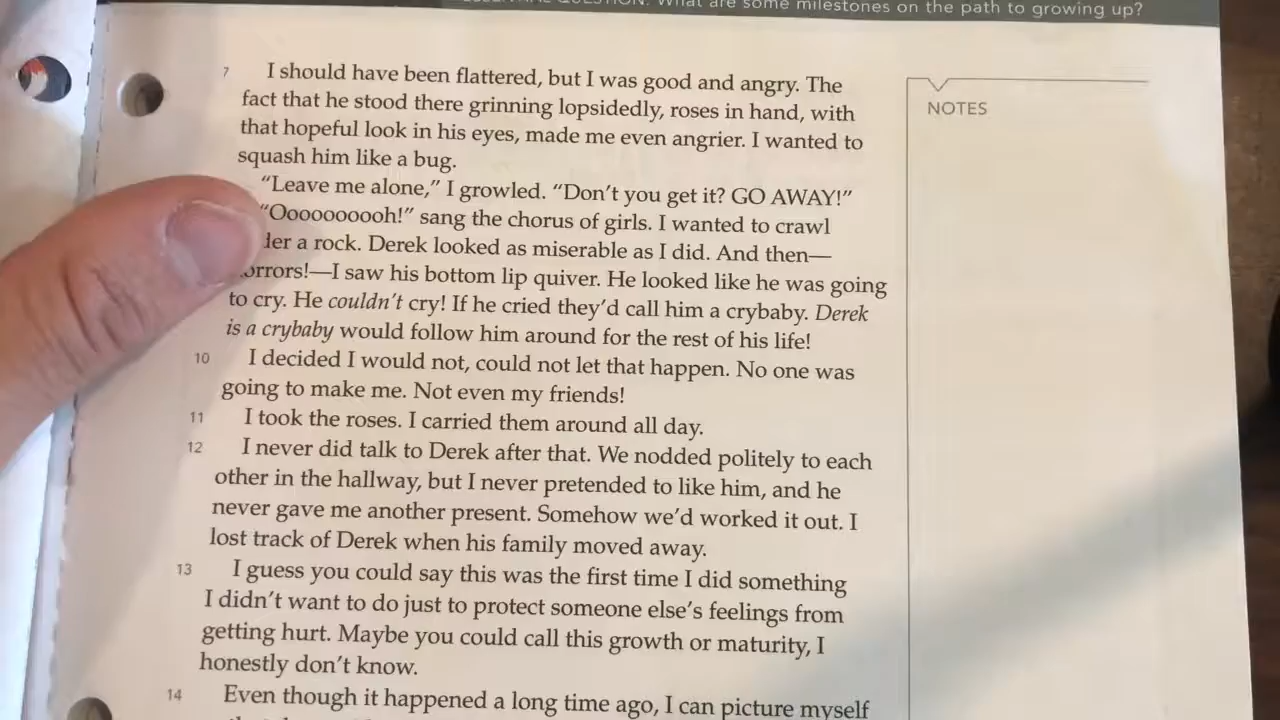 What are some milestones on the path to growing up?
7 I should have been flattered, but I was good and angry. The
fact that he stood there grinning lopsidedly, roses in hand, with
that hopeful look in his eyes, made me even angrier. I wanted to
squash him like a bug.
“Leave me alone,” I growled. “Don’t you get it? GO AWAY!”
“Ooooooooooh!” sang the chorus of girls. I wanted to crawl
a rock. Derek looked as miserable as I did. And then—
I saw his bottom lip quiver. He looked like he was going
to cry. He couldn’t cry! If he cried they’d call him a crybaby. Derek
is a crybaby would follow him around for the rest of his life!
10 I decided I would not, could not let that happen. No one was
going to make me. Not even my friends!
11 I took the roses. I carried them around all day.
12 I never did talk to Derek after that. We nodded politely to each
other in the hallway, but I never pretended to like him, and he
never gave me another present. Somehow we’d worked it out. I
lost track of Derek when his family moved away.
13 I guess you could say this was the first time I did something
I didn’t want to do just to protect someone else’s feelings from
getting hurt. Maybe you could call this growth or maturity, I
honestly don’t know.
14 Even though it happened a long time ago, I can picture myself
NOTES